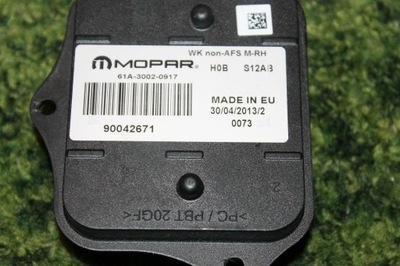 WK non-AFS M-RH
MOPAR®
H0B S12AB
61A-3002-0917
MADE IN EU
30/04/2013/2
90042671
0073
2
>PC / PBT 20GF<